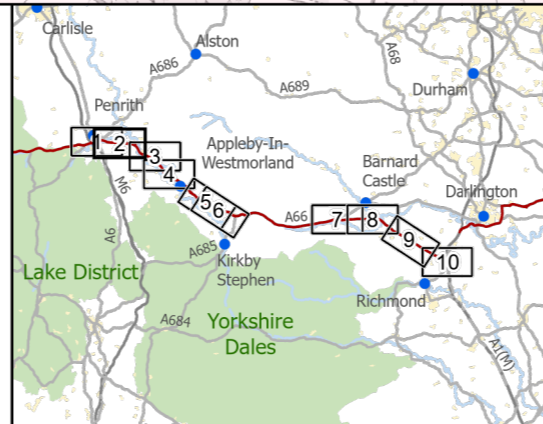 Carlisle
Alston
A68
A686
A689
Durham
Penrith
1
2
3
4
5
6
Appleby-In-
Westmorland
Barnard
Castle
Darlington
M6
A66
7
8
9
10
A6
A685
Kirkby
Stephen
Lake District
Richmond
A684
Yorkshire
Dales
A1(M)